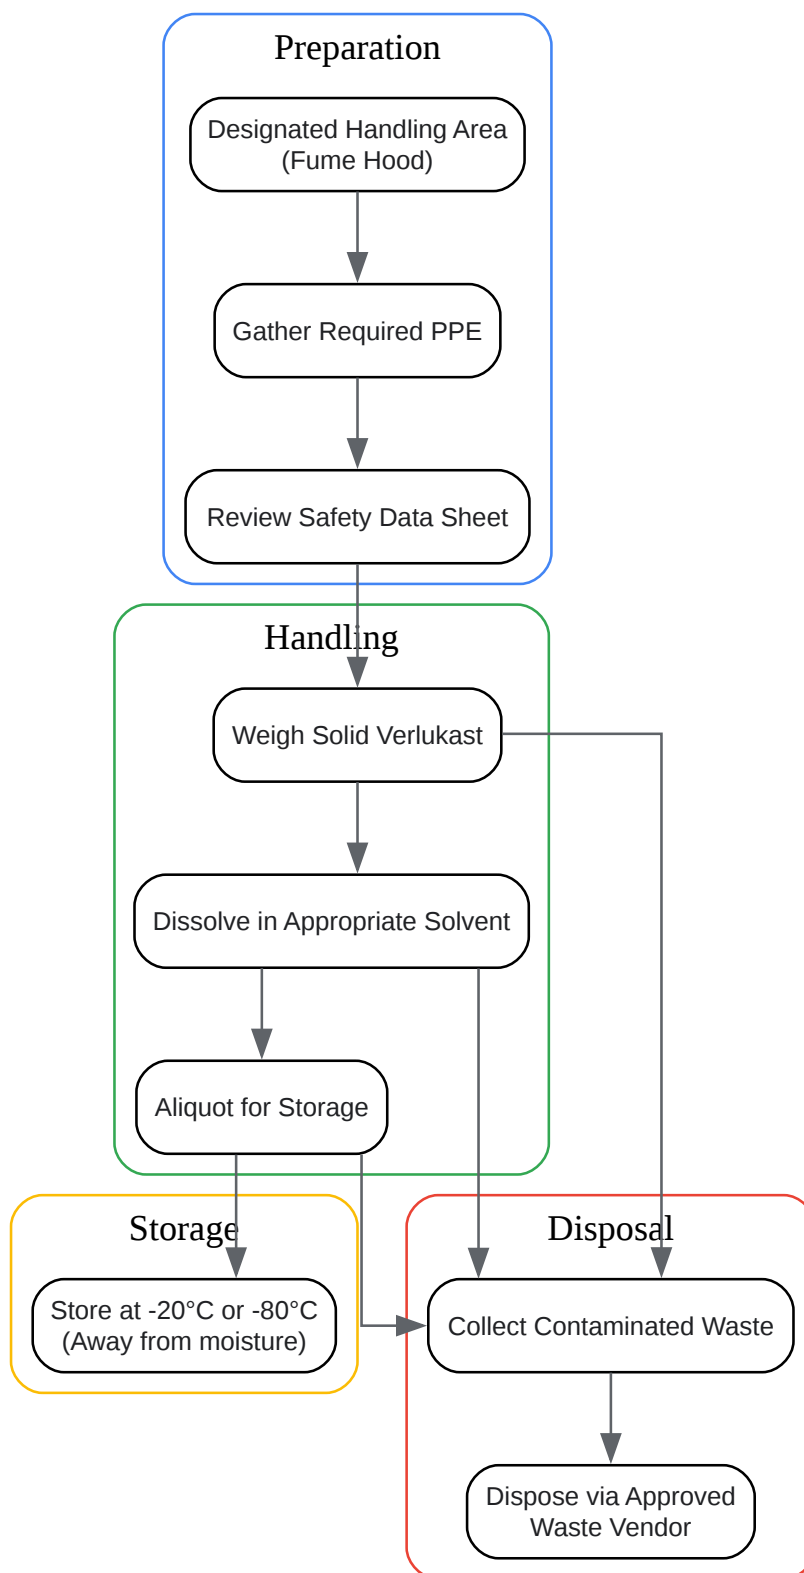 Preparation
Designated Handling Area
(Fume Hood)
Gather Required PPE
Review Safety Data Sheet
Handling
Weigh Solid Verlukast
Dissolve in Appropriate Solvent
Aliquot for Storage
Storage
Store at -20°C or -80°C
(Away from moisture)
Disposal
Collect Contaminated Waste
Dispose via Approved
Waste Vendor